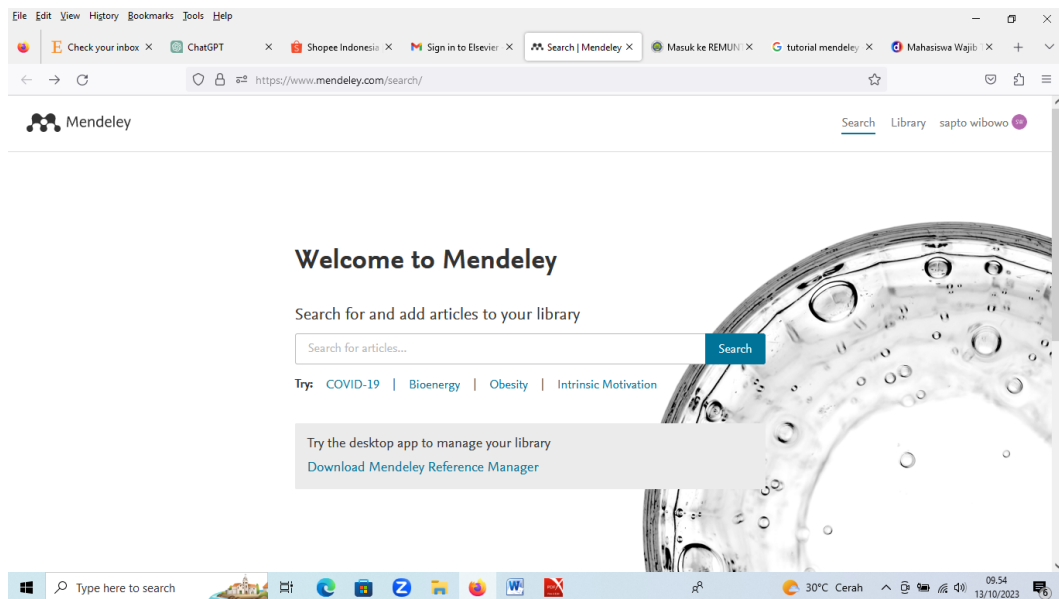 File Edit View History Bookmarks Tools Help
Check your inbox
ChatGPT
Shopee Indonesia
Sign in to Elsevier
Search | Mendeley
Masuk ke REMUN
tutorial mendeley
Mahasiswa Wajib
https://www.mendeley.com/search/
Mendeley
Search Library sapto wibowo SW
Welcome to Mendeley
Search for and add articles to your library
Search for articles... Search
Try: COVID-19 | Bioenergy | Obesity | Intrinsic Motivation
Try the desktop app to manage your library
Download Mendeley Reference Manager
Type here to search
30°C Cerah
09.54
13/10/2023
6